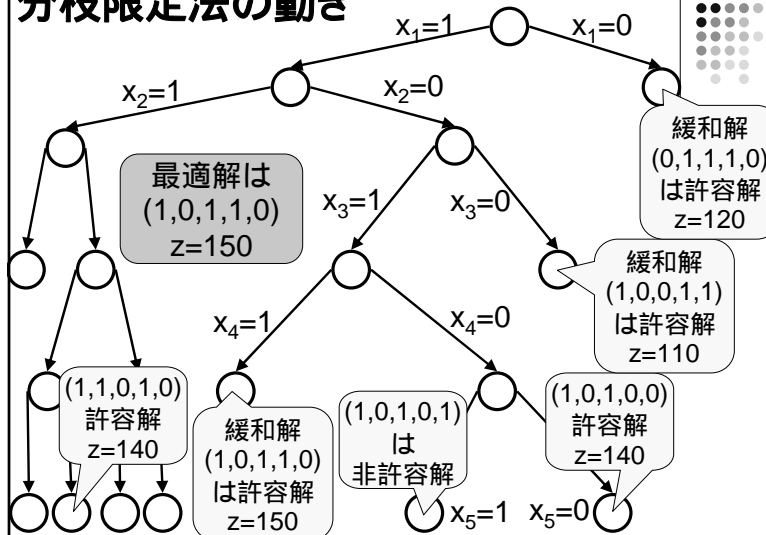 分枝限定法の動き
x1=1
x1=0
x2=1
x2=0
緩和解
(0,1,1,1,0)
は許容解
z=120
最適解は
(1,0,1,1,0)
z=150
x3=1
x3=0
緩和解
(1,0,0,1,1)
は許容解
z=110
x4=1
x4=0
(1,1,0,1,0)
許容解
z=140
緩和解
(1,0,1,1,0)
は許容解
z=150
(1,0,1,0,1)
は
非許容解
(1,0,1,0,0)
許容解
z=140
x5=1
x5=0